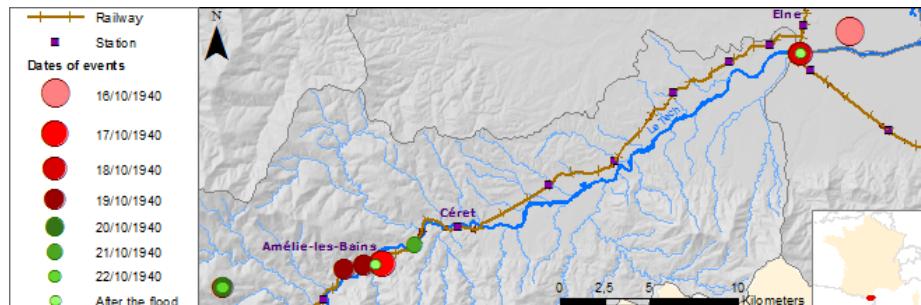 Railway
Station
Dates of events
16/10/1940
17/10/1940
18/10/1940
19/10/1940
20/10/1940
21/10/1940
22/10/1940
After the flood
N
Elne
Le Tech
Céret
Amélie-les-Bains
0 2,5 5 10
Kilometers